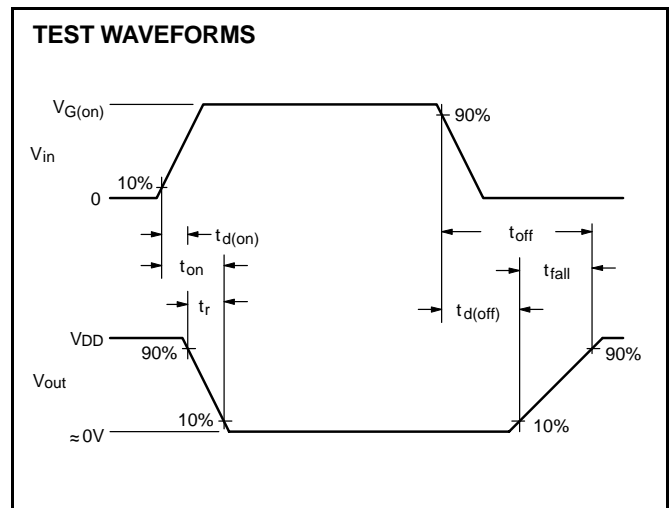 TEST WAVEFORMS
VG(on)
90%
Vin
10%
0
td(on)
toff
ton
tfall
tr
td(off)
VDD
90%
90%
Vout
10%
10%
≈ 0V